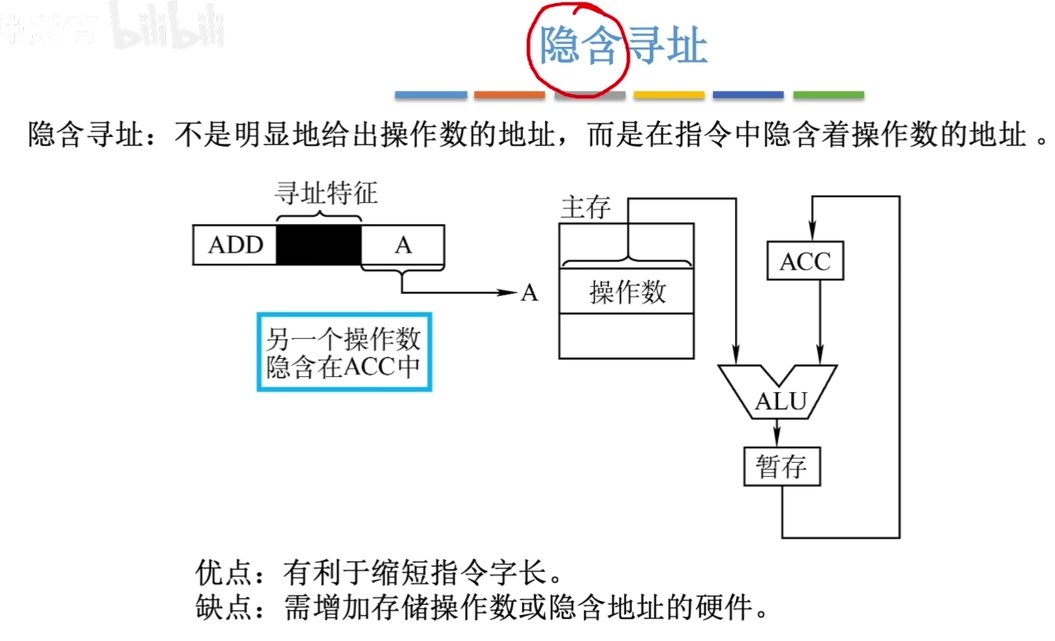 bilibili
隐含寻址
隐含寻址：不是明显地给出操作数的地址，而是在指令中隐含着操作数的地址 。
寻址特征
主存
ADD
A
ACC
A
操作数
另一个操作数
隐含在ACC中
ALU
暂存
优点：有利于缩短指令字长。
缺点：需增加存储操作数或隐含地址的硬件。